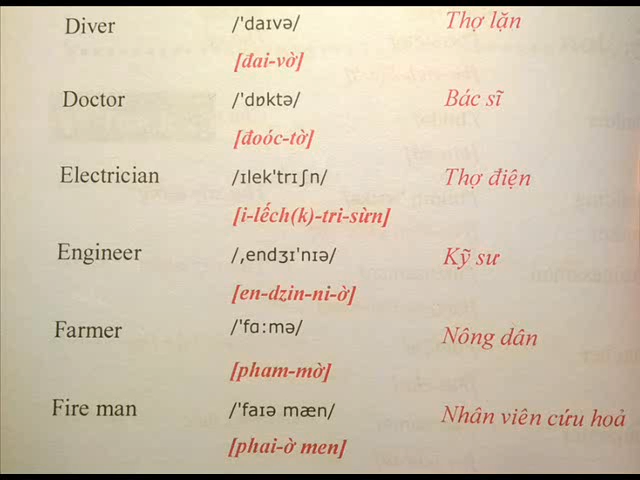 Diver /'daɪvə/ Thợ lặn
[đai-vờ]
Doctor /'dɒktə/ Bác sĩ
[đoóc-tờ]
Electrician /ɪlek'trɪʃn/ Thợ điện
[i-lếch(k)-tri-sừn]
Engineer /ˌendʒɪ'nɪə/ Kỹ sư
[en-dzin-ni-ờ]
Farmer /'fɑːmə/ Nông dân
[pham-mờ]
Fire man /'faɪə mæn/ Nhân viên cứu hoả
[phai-ờ men]